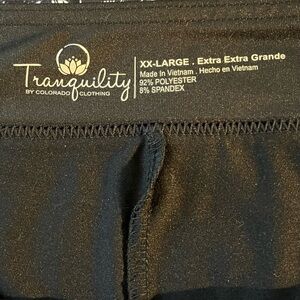 Tranquility
BY COLORADO CLOTHING
XX-LARGE . Extra Extra Grande
Made in Vietnam . Hecho en Vietnam
92% POLYESTER
8% SPANDEX